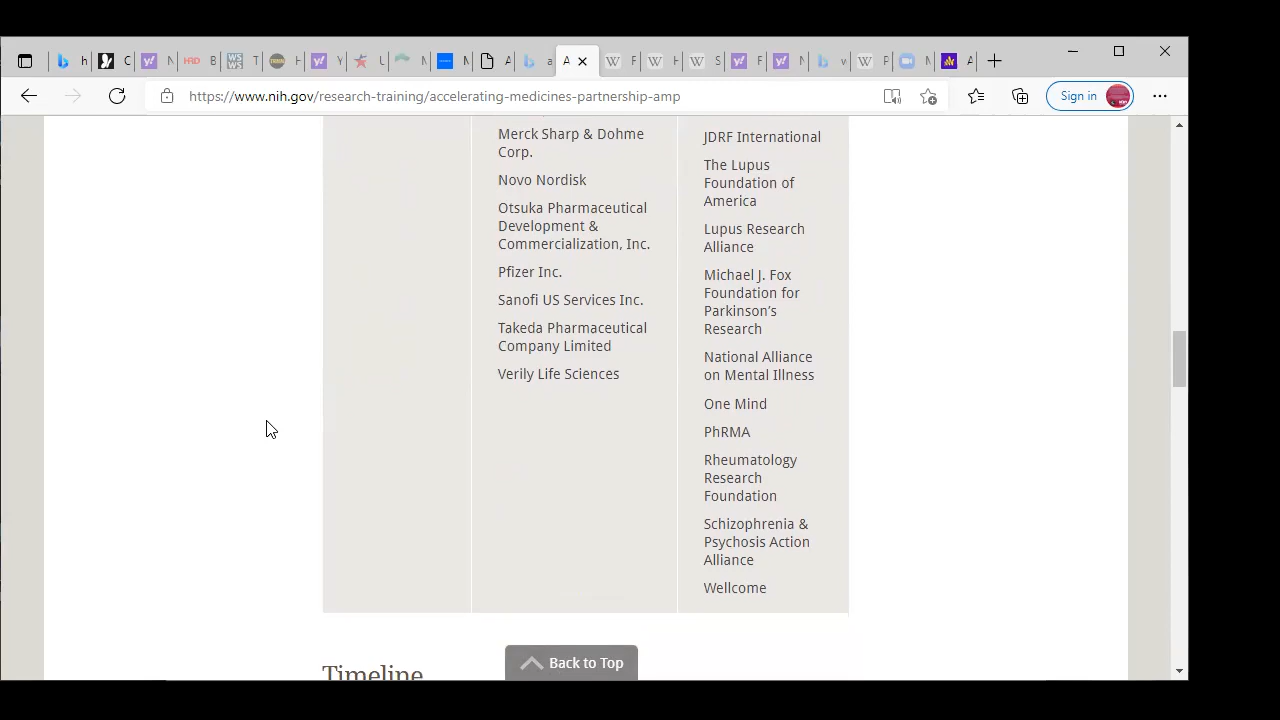 h
C
N
HRD B
WS WS T
H
Y
U
M
M
A
a
A
F
H
S
F
N
v
P
M
A
https://www.nih.gov/research-training/accelerating-medicines-partnership-amp
Sign in
Merck Sharp & Dohme
Corp.
Novo Nordisk
Otsuka Pharmaceutical
Development &
Commercialization, Inc.
Pfizer Inc.
Sanofi US Services Inc.
Takeda Pharmaceutical
Company Limited
Verily Life Sciences
JDRF International
The Lupus
Foundation of
America
Lupus Research
Alliance
Michael J. Fox
Foundation for
Parkinson's
Research
National Alliance
on Mental Illness
One Mind
PhRMA
Rheumatology
Research
Foundation
Schizophrenia &
Psychosis Action
Alliance
Wellcome
Timeline
Back to Top